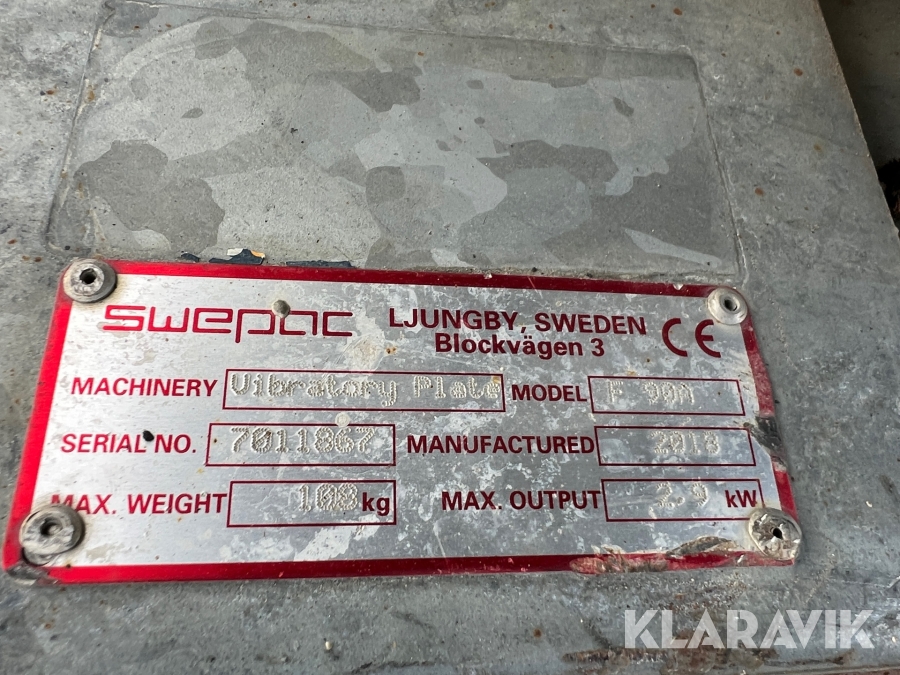 swepac LJUNGBY, SWEDEN CE
Blockvägen 3
MACHINERY Vibratory Plate MODEL F 90A
SERIAL NO. 7011867 MANUFACTURED 2018
MAX. WEIGHT 108 kg MAX. OUTPUT 2.9 kW
KLARAVIK